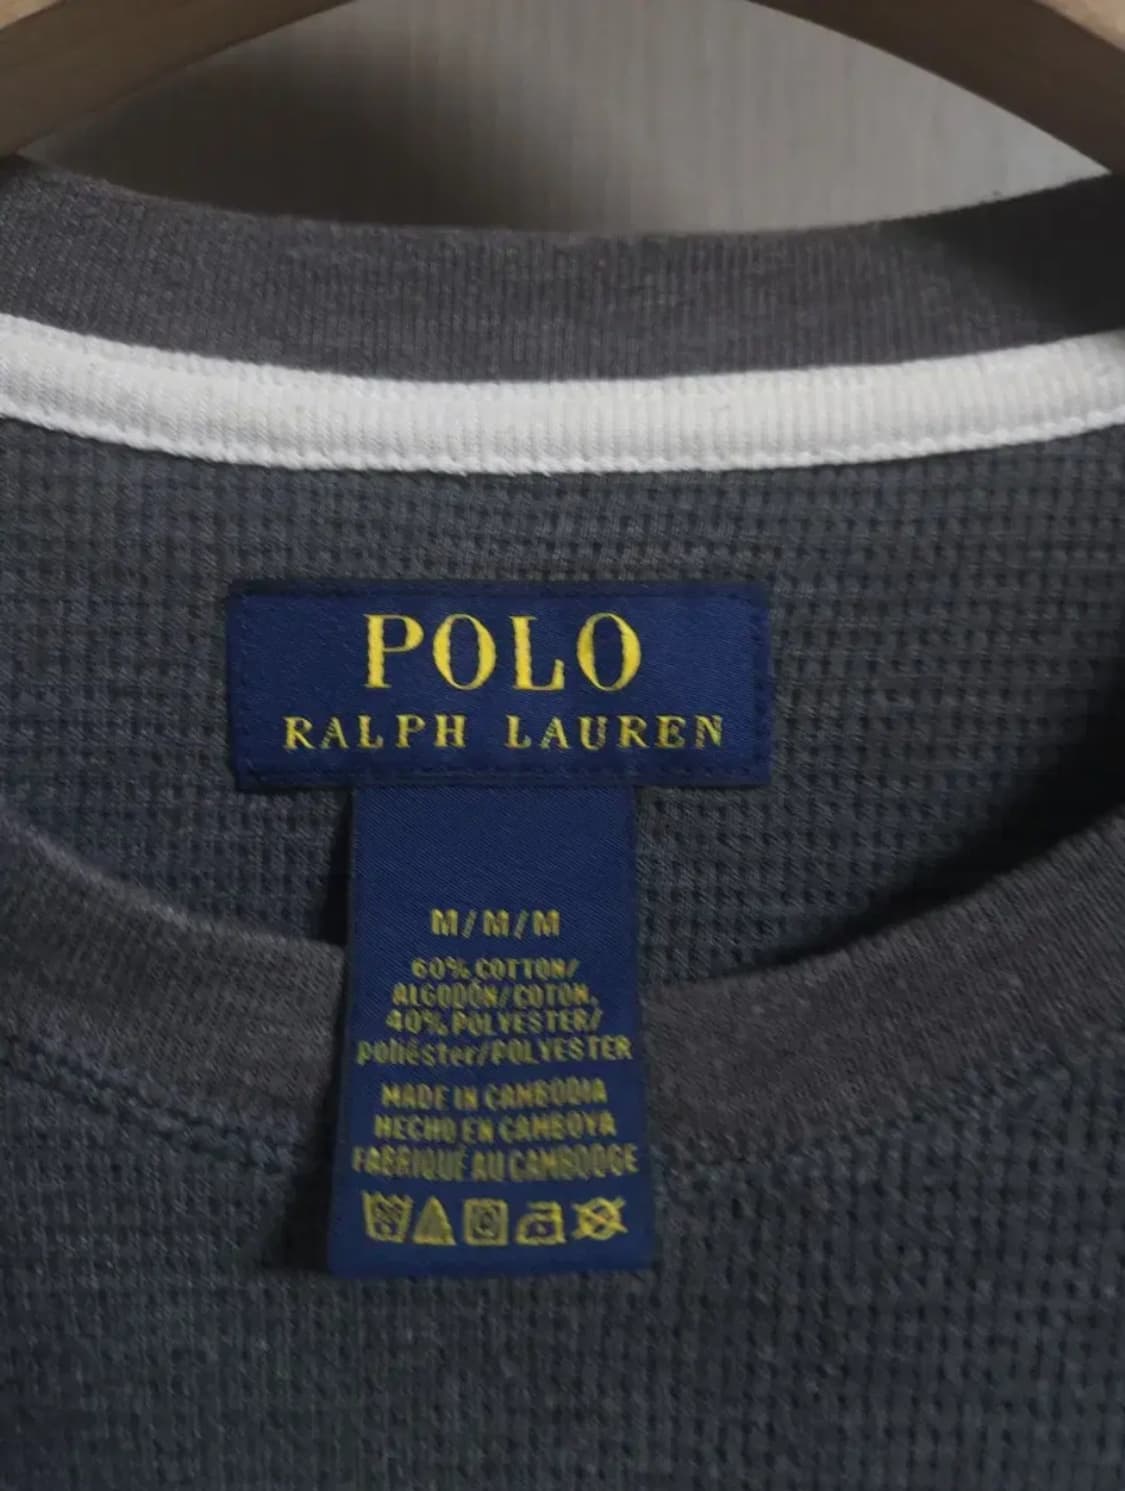 POLO
RALPH LAUREN
M/M/M
60% COTTON/
ALGODÓN/COTON,
40% POLYESTER/
poliéster/POLYESTER
MADE IN CAMBODIA
HECHO EN CAMBOYA
FABRIQUÉ AU CAMBODGE